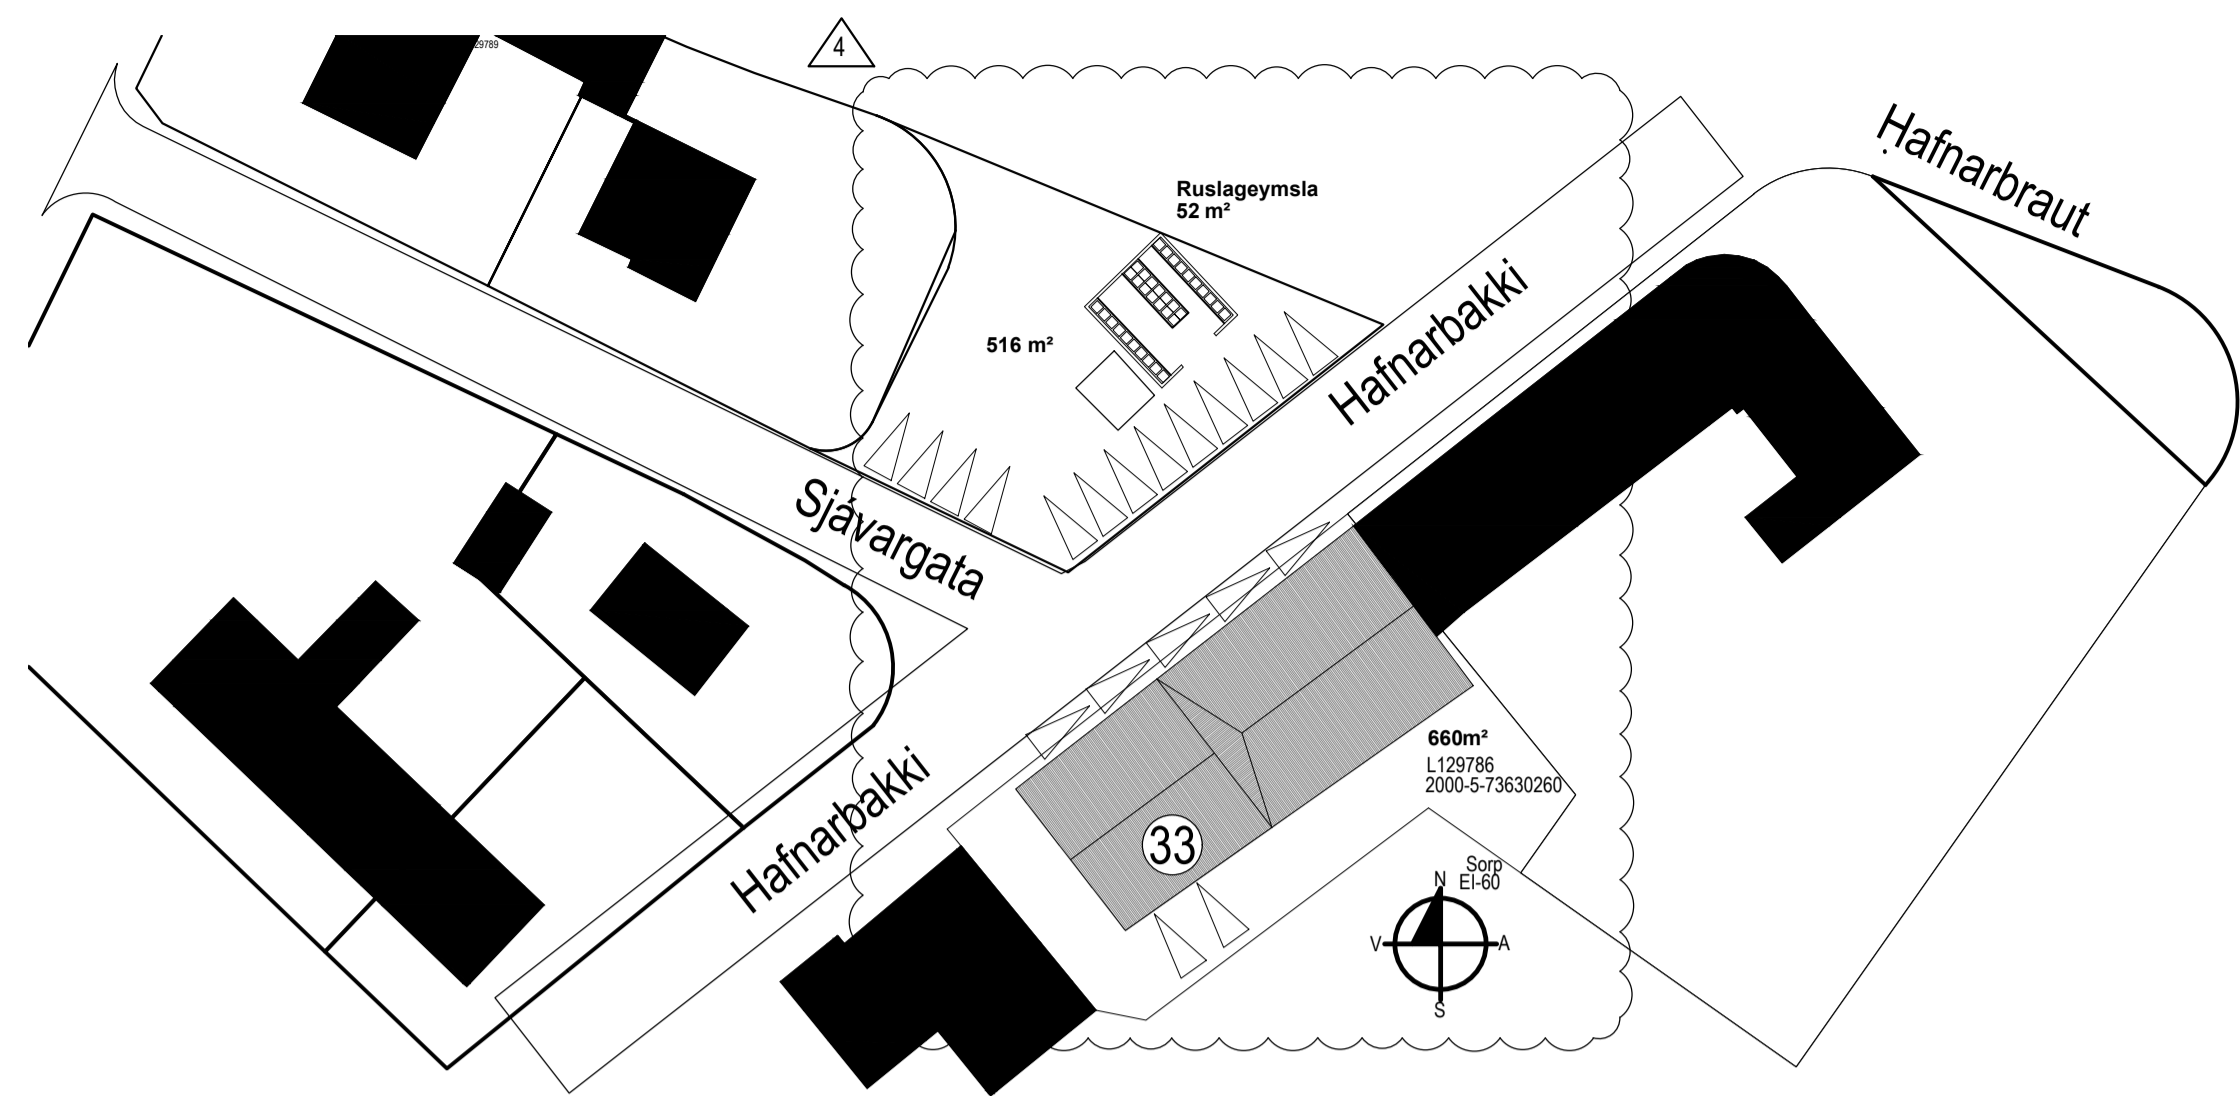 29789
4
Hafnarbraut
Ruslageymsla
52 m²
516 m²
Hafnarbakki
Sjávargata
660m²
L129786
2000-5-73630260
Hafnarbakki
33
Sorp
EI-60
N
V
A
S